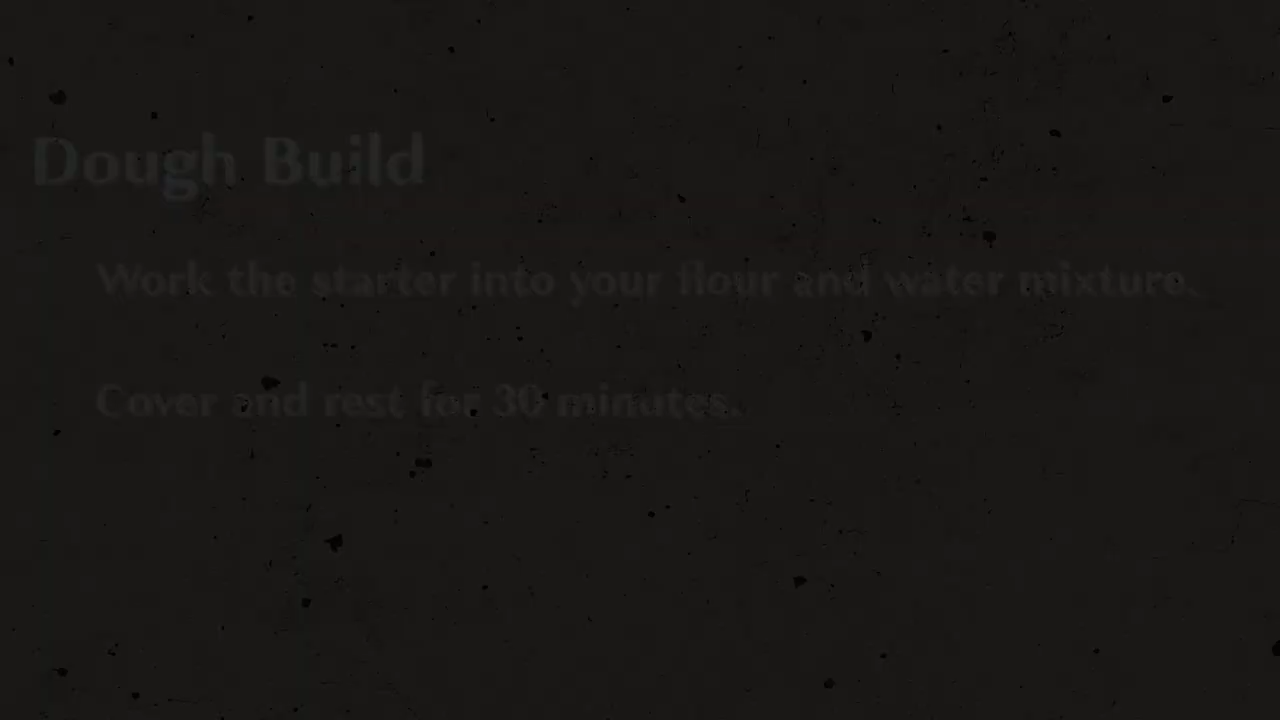 Dough Build
Work the starter into your flour and water mixture.
Cover and rest for 30 minutes.